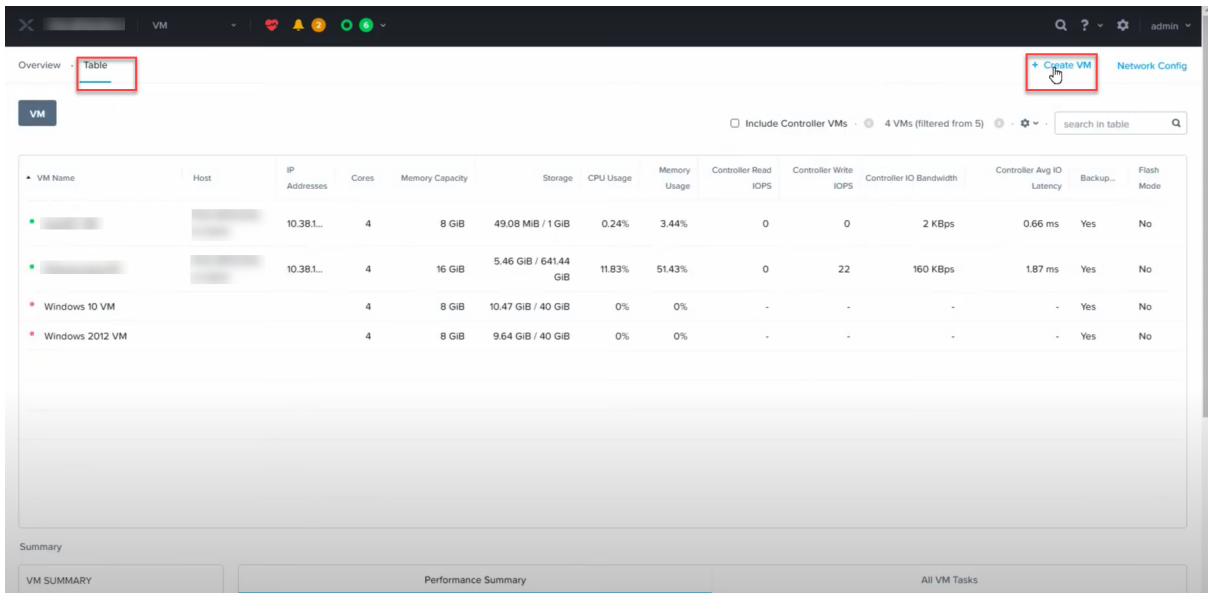 VM 2 6 ? admin
Overview · Table + Create VM Network Config
VM
Include Controller VMs · 4 VMs (filtered from 5) · · search in table
VM Name Host IP Addresses Cores Memory Capacity Storage CPU Usage Memory Usage Controller Read IOPS Controller Write IOPS Controller IO Bandwidth Controller Avg IO Latency Backup... Flash Mode
10.38.1... 4 8 GiB 49.08 MiB / 1 GiB 0.24% 3.44% 0 0 2 KBps 0.66 ms Yes No
10.38.1... 4 16 GiB 5.46 GiB / 641.44 GiB 11.83% 51.43% 0 22 160 KBps 1.87 ms Yes No
Windows 10 VM 4 8 GiB 10.47 GiB / 40 GiB 0% 0% - - - - Yes No
Windows 2012 VM 4 8 GiB 9.64 GiB / 40 GiB 0% 0% - - - - Yes No
Summary
VM SUMMARY Performance Summary All VM Tasks